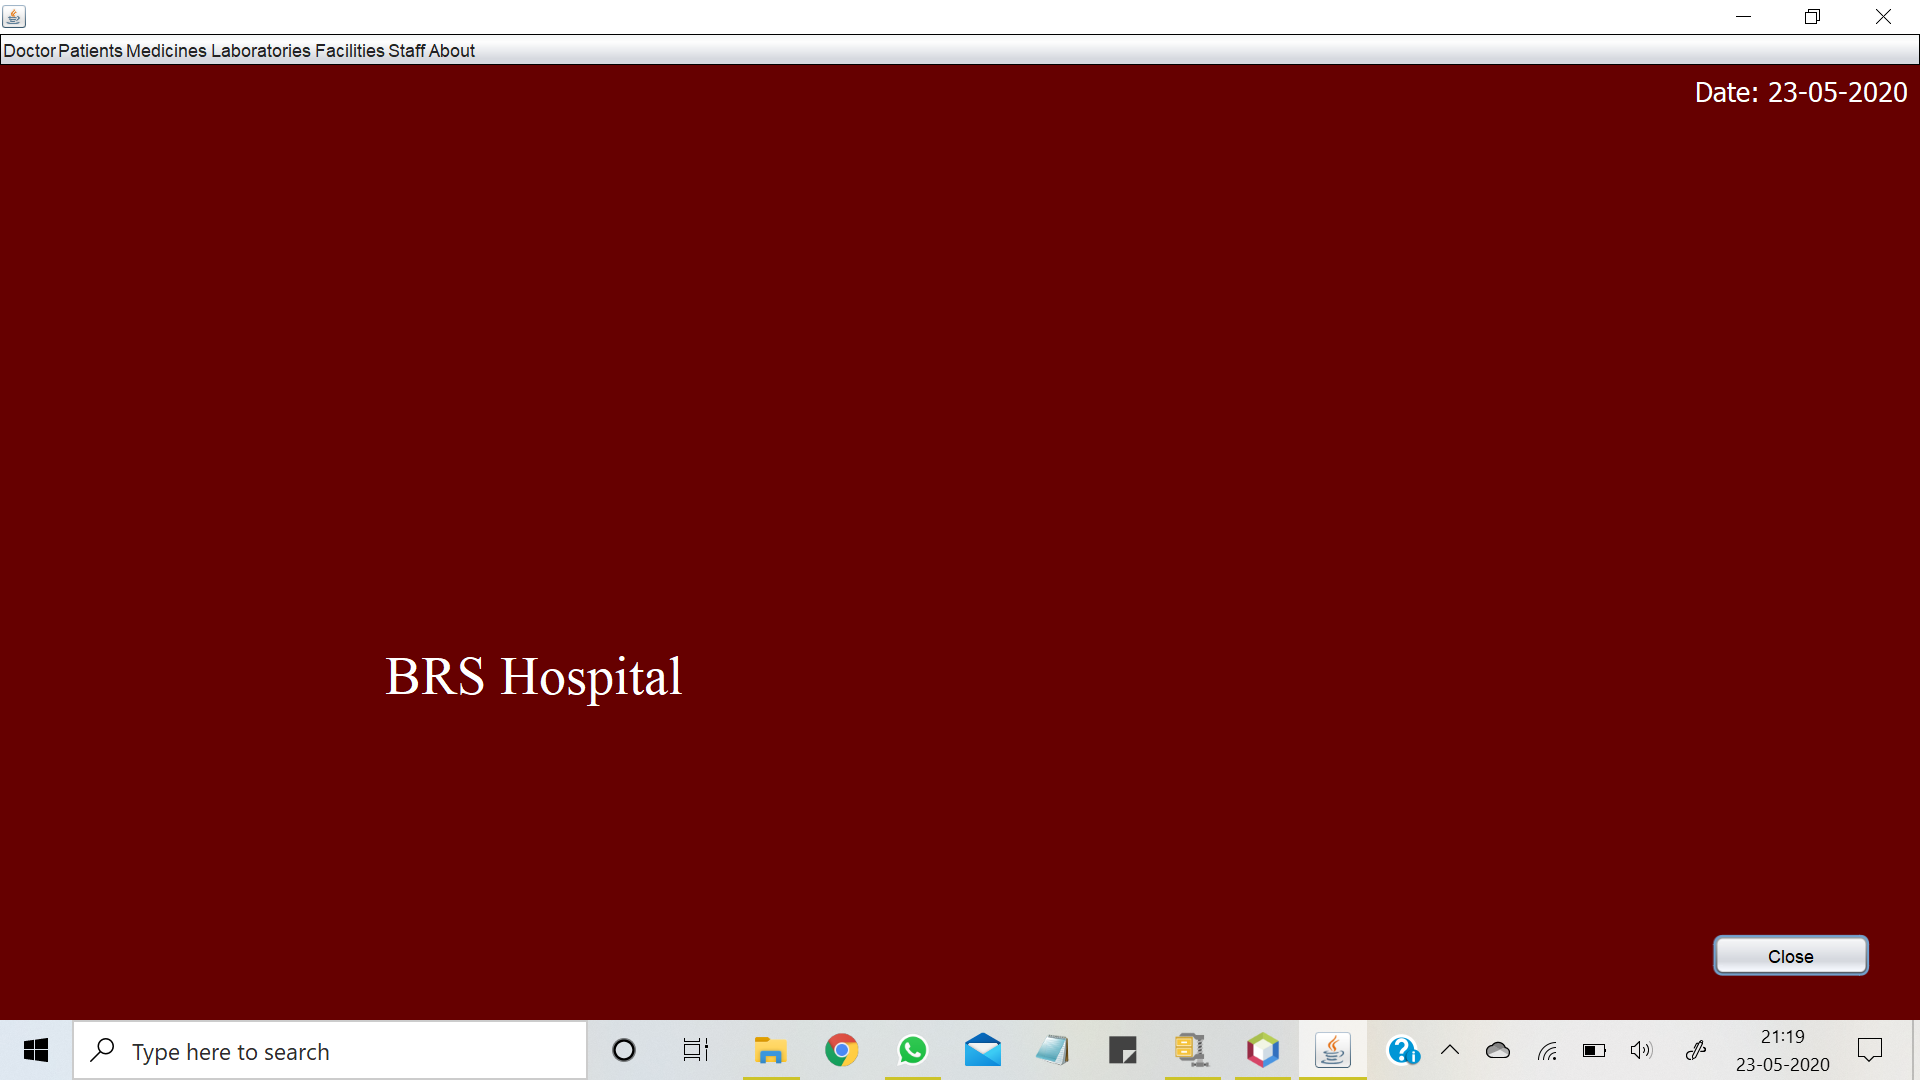 Doctor Patients Medicines Laboratories Facilities Staff About
Date: 23-05-2020
BRS Hospital
Close
Type here to search
21:19
23-05-2020